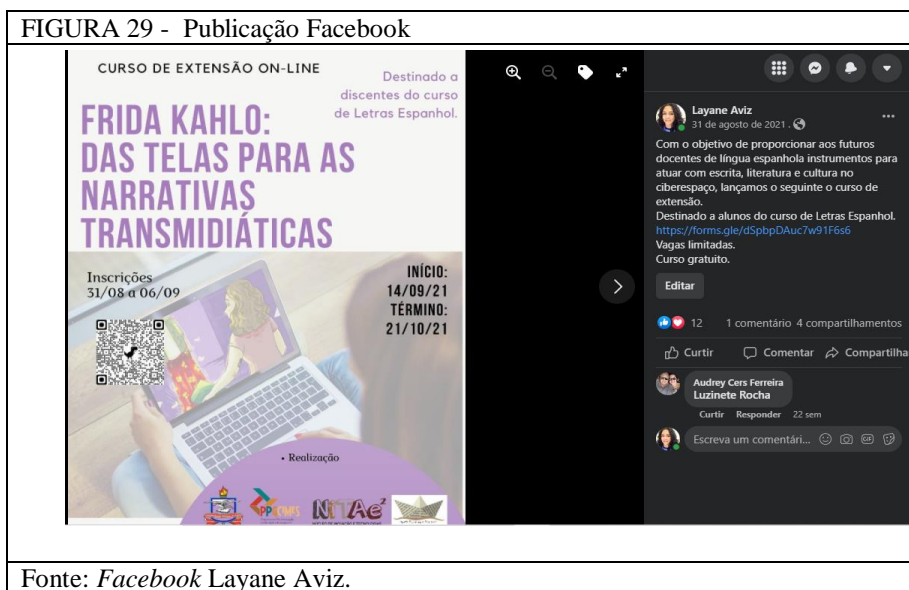 FIGURA 29 - Publicação Facebook
CURSO DE EXTENSÃO ON-LINE
Destinado a
discentes do curso
de Letras Espanhol.
FRIDA KAHLO:
DAS TELAS PARA AS
NARRATIVAS
TRANSMIDIÁTICAS
Inscrições
31/08 a 06/09
INÍCIO:
14/09/21
TÉRMINO:
21/10/21
• Realização
NITAe²
Layane Aviz
31 de agosto de 2021 .
Com o objetivo de proporcionar aos futuros
docentes de língua espanhola instrumentos para
atuar com escrita, literatura e cultura no
ciberespaço, lançamos o seguinte o curso de
extensão.
Destinado a alunos do curso de Letras Espanhol.
https://forms.gle/dSpbpDAuc7w91F6s6
Vagas limitadas.
Curso gratuito.
Editar
12 1 comentário 4 compartilhamentos
Curtir Comentar Compartilha
Audrey Cers Ferreira
Luzinete Rocha
Curtir Responder 22 sem
Escreva um comentári...
GIF
Fonte: Facebook Layane Aviz.